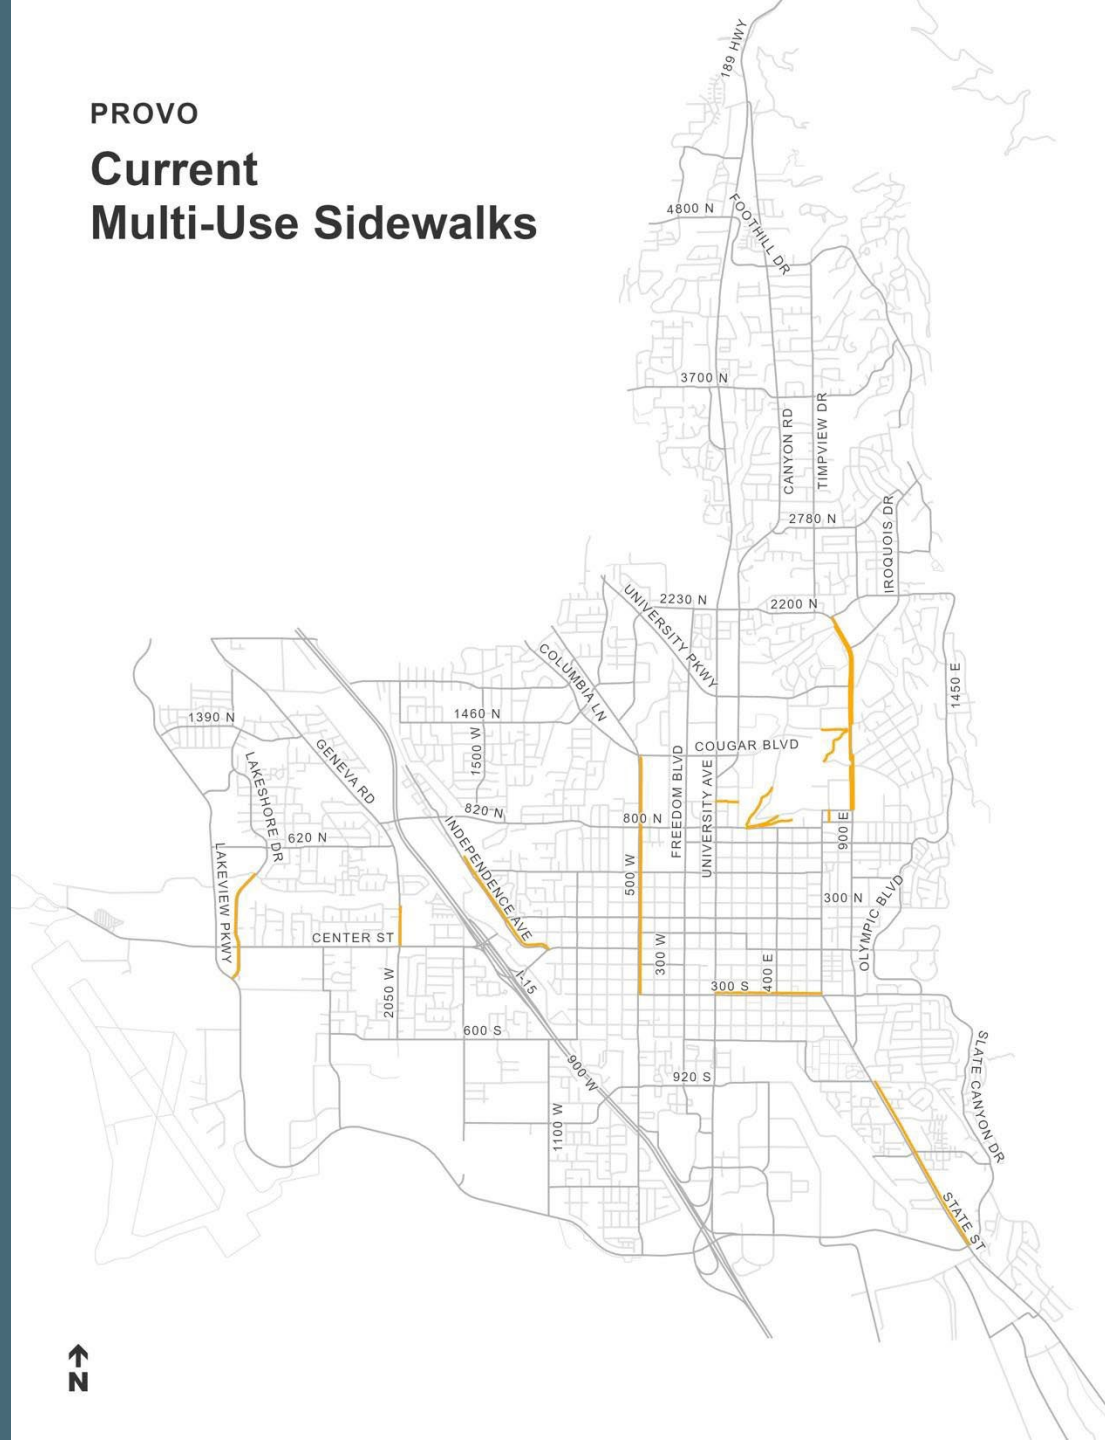 PROVO
Current
Multi-Use Sidewalks
189 HWY
4800 N
FOOTHILL DR
3700 N
CANYON RD
TIMPVIEW DR
2780 N
IROQUOIS DR
2230 N
2200 N
UNIVERSITY PKWY
COLUMBIA LN
1450 E
1390 N
1460 N
GENEVA RD
1500 W
COUGAR BLVD
LAKESHORE DR
FREEDOM BLVD
UNIVERSITY AVE
820 N
800 N
620 N
INDEPENDENCE AVE
900 E
LAKEVIEW PKWY
500 W
300 N
OLYMPIC BLVD
CENTER ST
300 W
400 E
2050 W
I-15
300 S
600 S
900 W
920 S
SLATE CANYON DR
1100 W
STATE ST
N